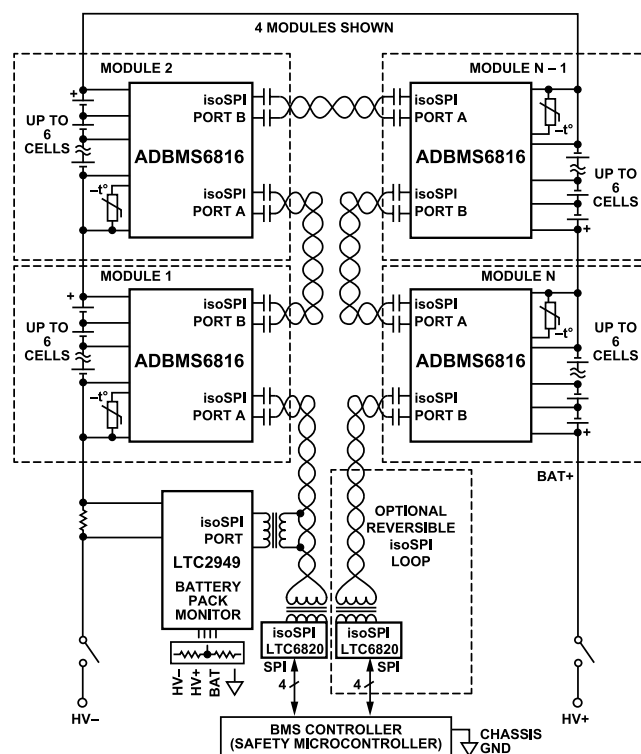 4 MODULES SHOWN
MODULE 2
+
UP TO
6
CELLS
–t°
isoSPI
PORT B
ADBMS6816
isoSPI
PORT A
MODULE N – 1
isoSPI
PORT A
ADBMS6816
isoSPI
PORT B
–t°
UP TO
6
CELLS
+
MODULE 1
+
UP TO
6
CELLS
–t°
isoSPI
PORT B
ADBMS6816
isoSPI
PORT A
MODULE N
isoSPI
PORT A
ADBMS6816
isoSPI
PORT B
–t°
UP TO
6
CELLS
+
BAT+
isoSPI
PORT
LTC2949
BATTERY
PACK
MONITOR
OPTIONAL
REVERSIBLE
isoSPI
LOOP
isoSPI
LTC6820
isoSPI
LTC6820
SPI
SPI
4
4
HV–
HV+
BAT
HV–
HV+
BMS CONTROLLER
(SAFETY MICROCONTROLLER)
CHASSIS
GND